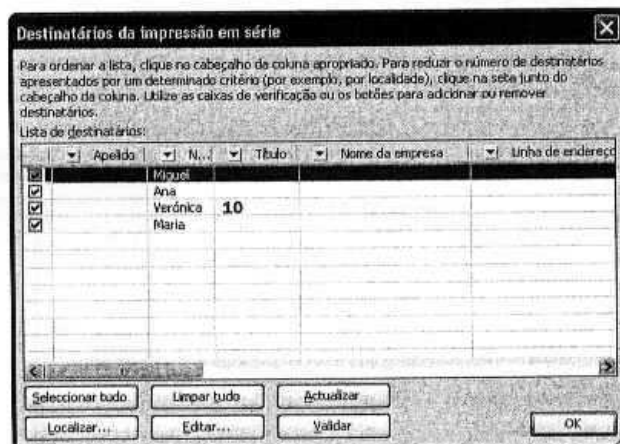 Destinatários da impressão em série
Para ordenar a lista, clique no cabeçalho da coluna apropriado. Para reduzir o número de destinatários
apresentados por um determinado critério (por exemplo, por localidade), clique na seta junto do
cabeçalho da coluna. Utilize as caixas de verificação ou os botões para adicionar ou remover
destinatários.
Lista de destinatários:
Apelido N... Título Nome da empresa Linha de endereço
Miguel
Ana
Verónica 10
Maria
Seleccionar tudo Limpar tudo Actualizar
Localizar... Editar... Validar OK